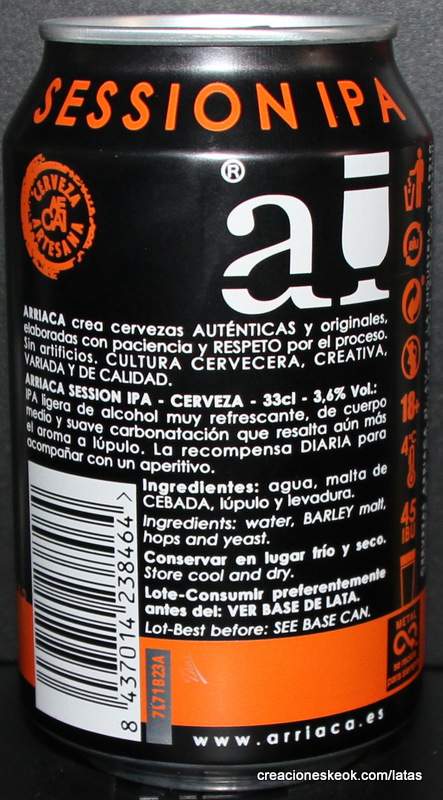 SESSION IPA
®
ai
CERVEZA
AECAI
ARTESANA
ARRIACA crea cervezas AUTÉNTICAS y originales,
elaboradas con paciencia y RESPETO por el proceso.
Sin artificios. CULTURA CERVECERA, CREATIVA,
VARIADA Y DE CALIDAD.
ARRIACA SESSION IPA - CERVEZA - 33cl - 3,6% Vol.:
IPA ligera de alcohol muy refrescante, de cuerpo
medio y suave carbonatación que resalta aún más
el aroma a lúpulo. La recompensa DIARIA para
acompañar con un aperitivo.
Ingredientes: agua, malta de
CEBADA, lúpulo y levadura.
Ingredients: water, BARLEY malt,
hops and yeast.
Conservar en lugar frío y seco.
Store cool and dry.
Lote-Consumir preferentemente
antes del: VER BASE DE LATA.
Lot-Best before: SEE BASE CAN.
8 437014 238464 >
7L71B23A
www.arriaca.es
18+
4°C
45
IBU
METAL
se recicla
creacioneskeok.com/latas